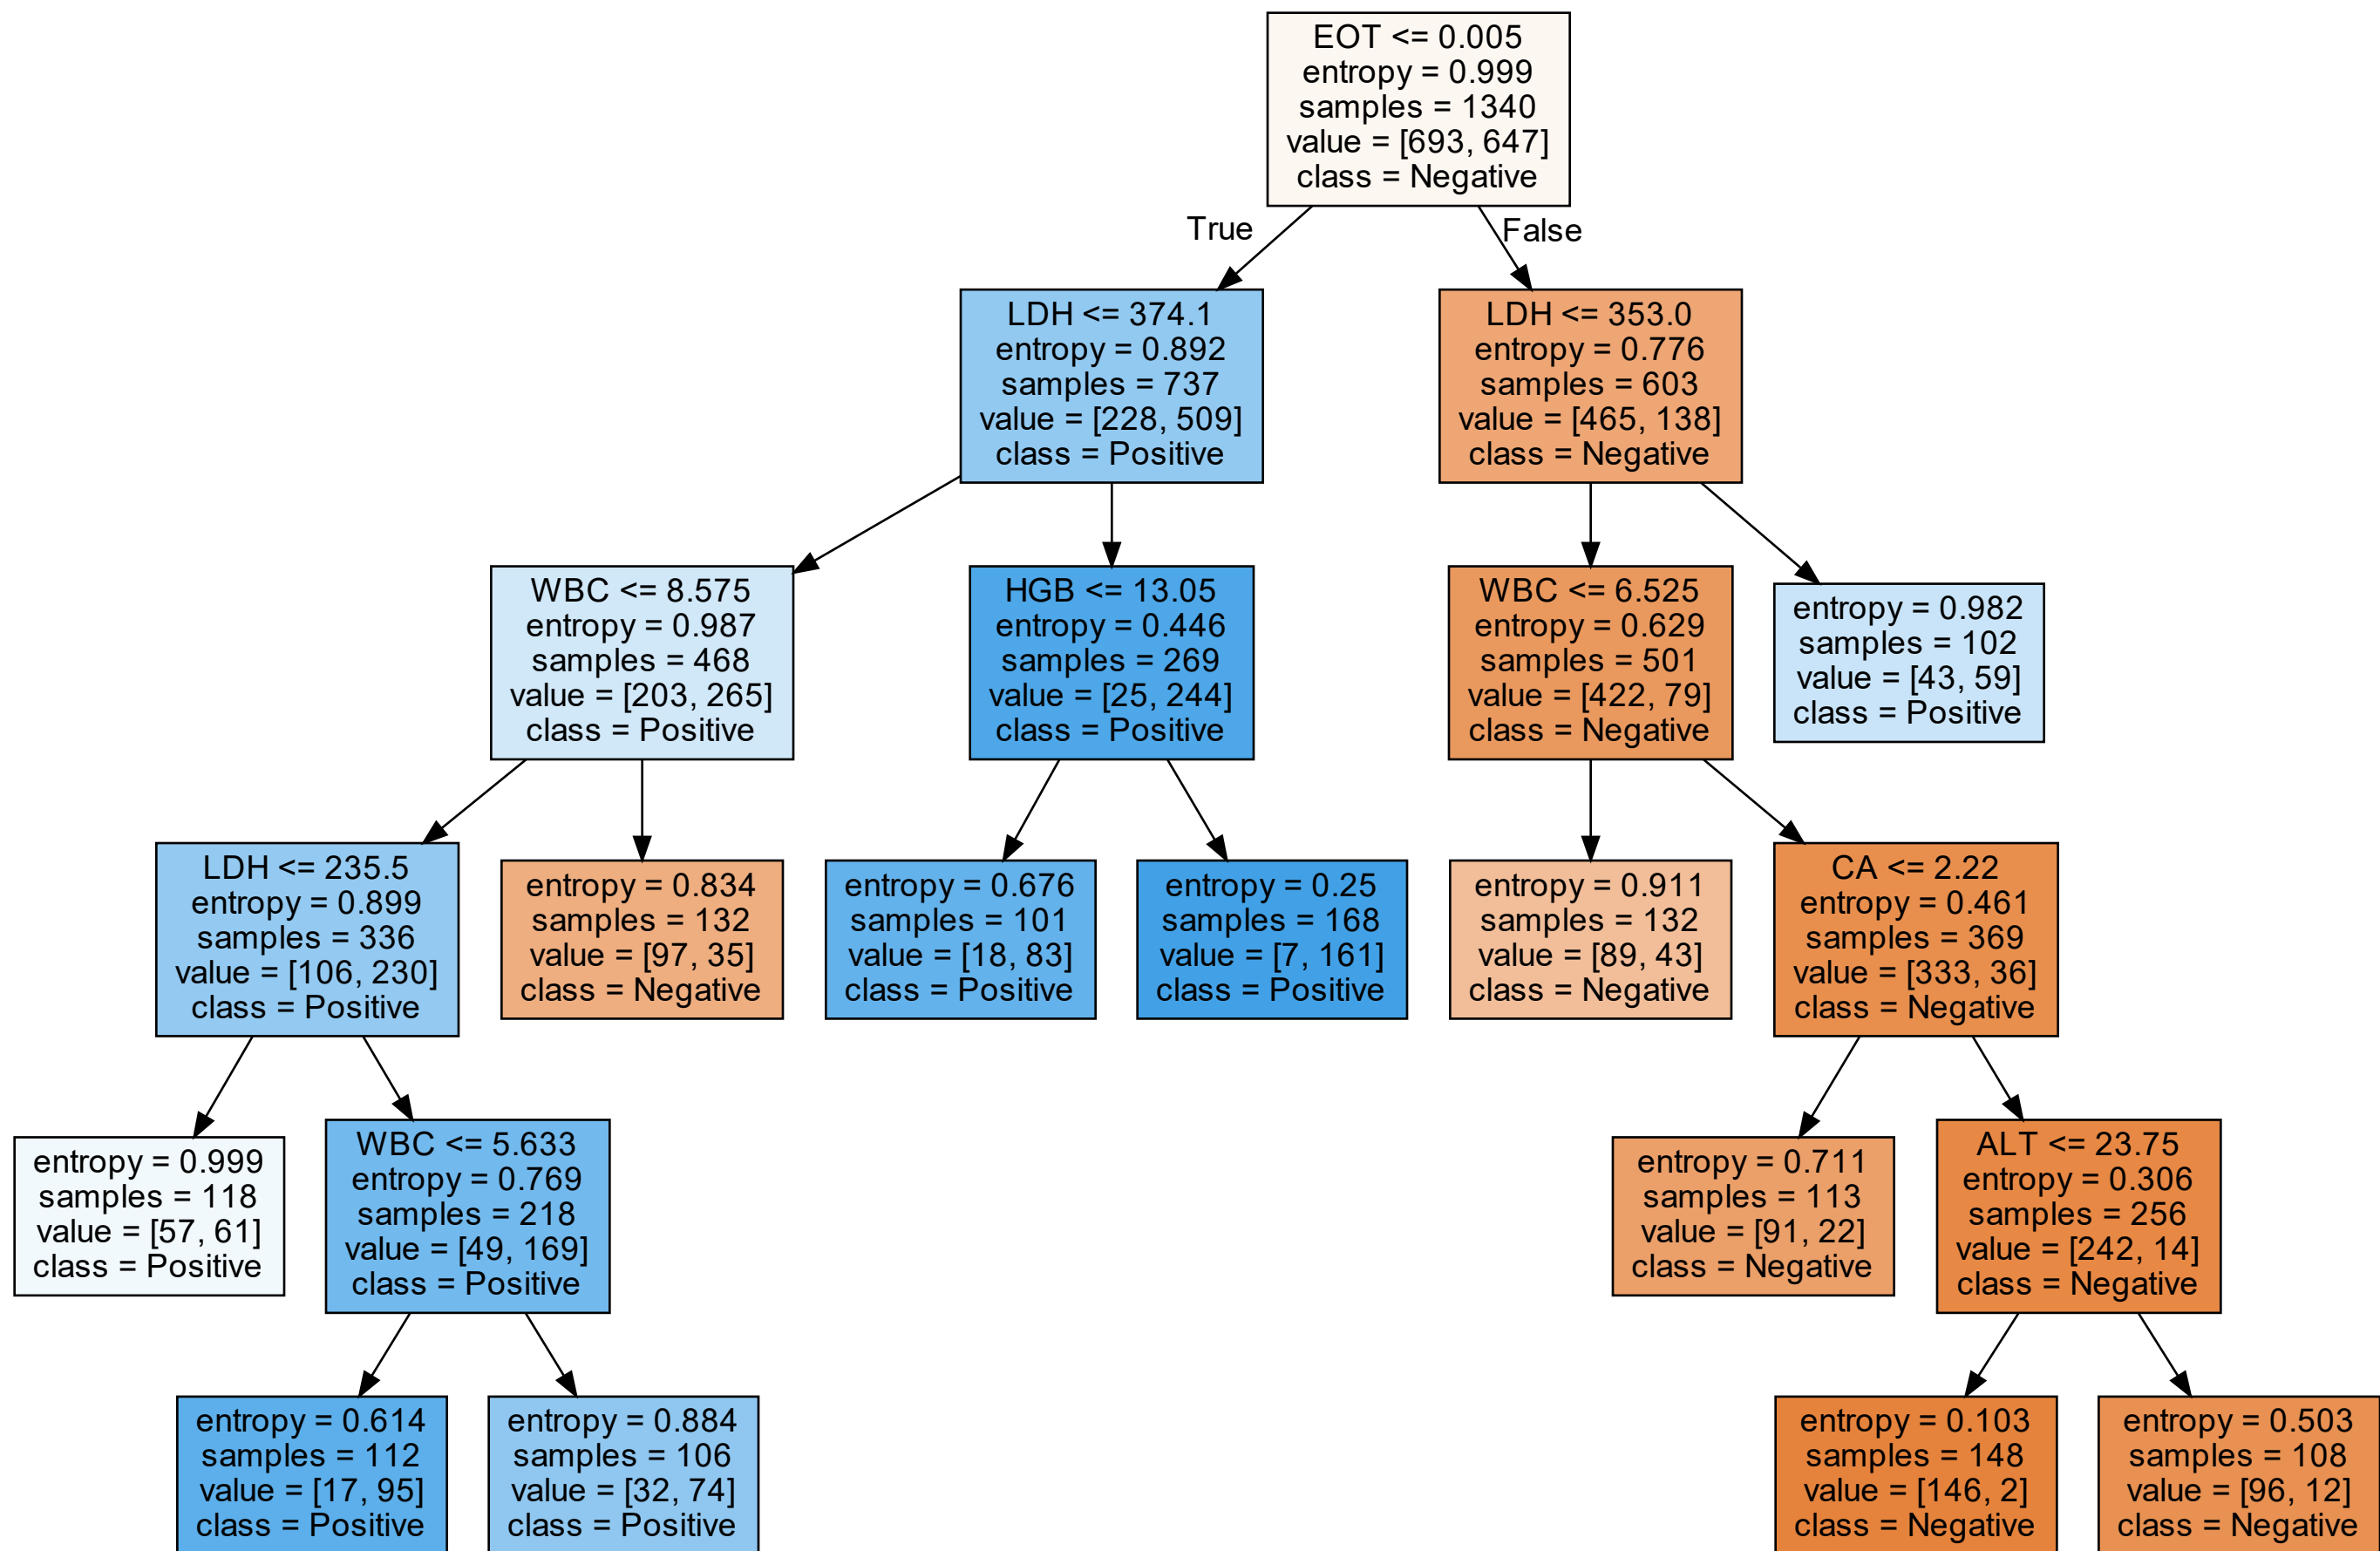 EOT <= 0.005
entropy = 0.999
samples = 1340
value = [693, 647]
class = Negative
True
False
LDH <= 374.1
entropy = 0.892
samples = 737
value = [228, 509]
class = Positive
LDH <= 353.0
entropy = 0.776
samples = 603
value = [465, 138]
class = Negative
WBC <= 8.575
entropy = 0.987
samples = 468
value = [203, 265]
class = Positive
HGB <= 13.05
entropy = 0.446
samples = 269
value = [25, 244]
class = Positive
WBC <= 6.525
entropy = 0.629
samples = 501
value = [422, 79]
class = Negative
entropy = 0.982
samples = 102
value = [43, 59]
class = Positive
LDH <= 235.5
entropy = 0.899
samples = 336
value = [106, 230]
class = Positive
entropy = 0.834
samples = 132
value = [97, 35]
class = Negative
entropy = 0.676
samples = 101
value = [18, 83]
class = Positive
entropy = 0.25
samples = 168
value = [7, 161]
class = Positive
entropy = 0.911
samples = 132
value = [89, 43]
class = Negative
CA <= 2.22
entropy = 0.461
samples = 369
value = [333, 36]
class = Negative
entropy = 0.999
samples = 118
value = [57, 61]
class = Positive
WBC <= 5.633
entropy = 0.769
samples = 218
value = [49, 169]
class = Positive
entropy = 0.711
samples = 113
value = [91, 22]
class = Negative
ALT <= 23.75
entropy = 0.306
samples = 256
value = [242, 14]
class = Negative
entropy = 0.614
samples = 112
value = [17, 95]
class = Positive
entropy = 0.884
samples = 106
value = [32, 74]
class = Positive
entropy = 0.103
samples = 148
value = [146, 2]
class = Negative
entropy = 0.503
samples = 108
value = [96, 12]
class = Negative